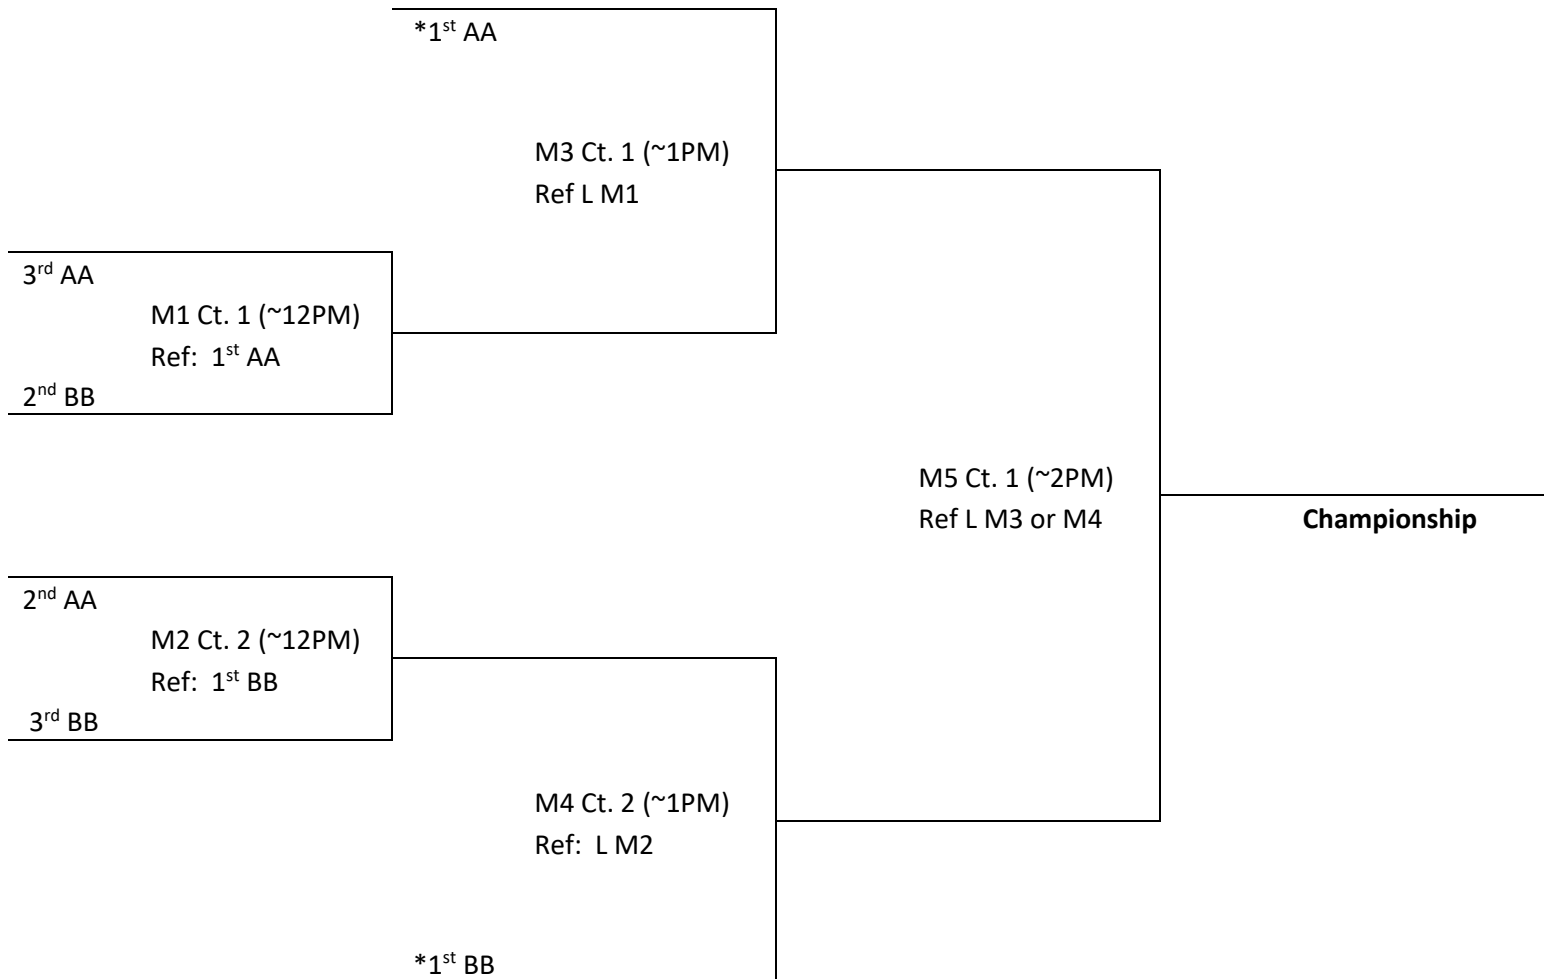 *1st AA
M3 Ct. 1 (~1PM)
Ref L M1
3rd AA
M1 Ct. 1 (~12PM)
Ref:  1st AA
2nd BB
M5 Ct. 1 (~2PM)
Ref L M3 or M4
Championship
2nd AA
M2 Ct. 2 (~12PM)
Ref:  1st BB
3rd BB
M4 Ct. 2 (~1PM)
Ref:  L M2
*1st BB